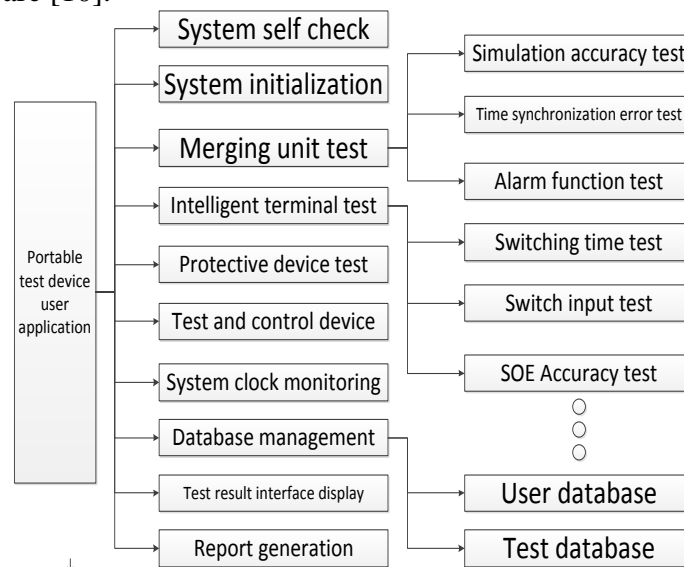 [10].
System self check
System initialization
Merging unit test
Intelligent terminal test
Protective device test
Test and control device
System clock monitoring
Database management
Test result interface display
Report generation
Portable
test device
user
application
Simulation accuracy test
Time synchronization error test
Alarm function test
Switching time test
Switch input test
SOE Accuracy test
User database
Test database